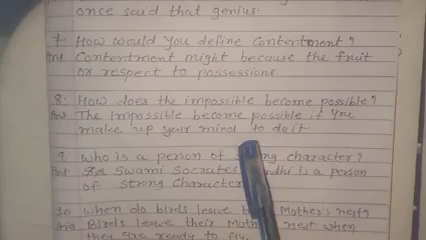 once said that genius.
7. How would you define Contentment?
Ans Contentment might because the fruit
or respect to possessions
8. How does the impossible become possible?
Ans The impossible become possible if you
make up your mind to do it
9. who is a person of strong character?
Ans Swami Socrates is a person
of Strong Character
10 when do birds leave Mother's nest?
Ans Birds leave their Mother nest when
they are ready to fly.